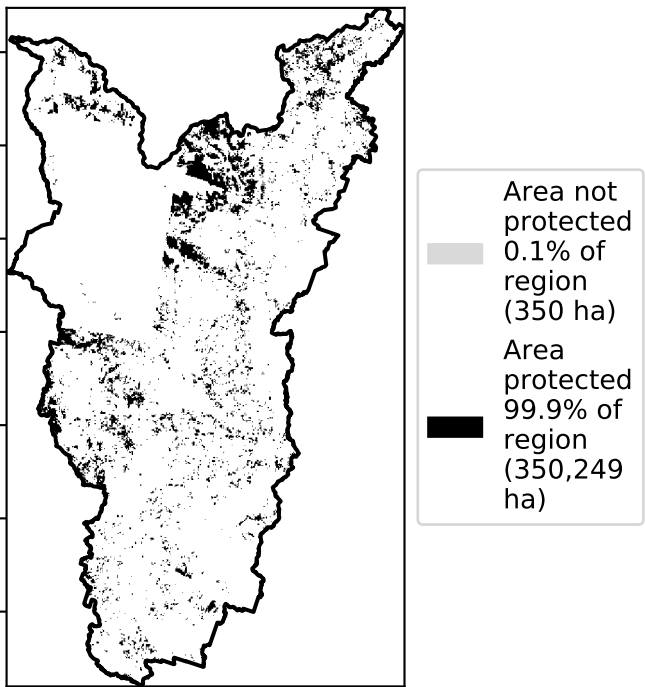 Area not
protected
0.1% of
region
(350 ha)
Area
protected
99.9% of
region
(350,249
ha)